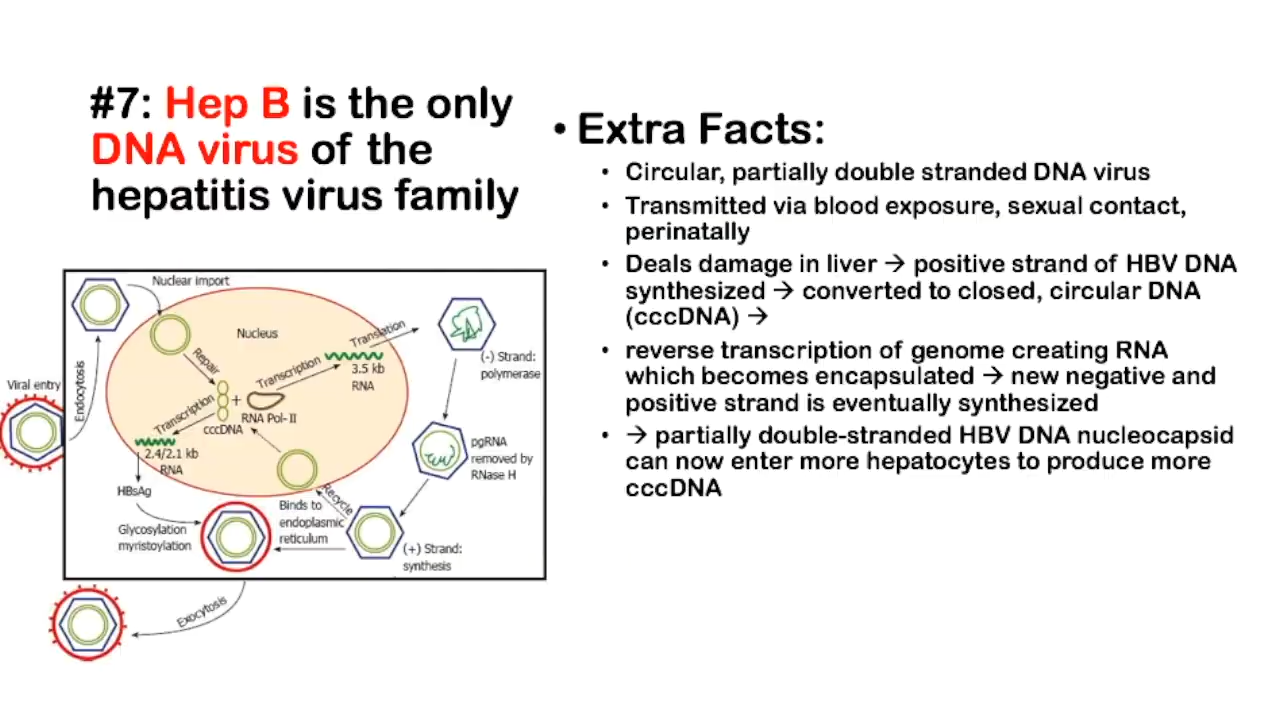 #7: Hep B is the only
DNA virus of the
hepatitis virus family
• Extra Facts:
• Circular, partially double stranded DNA virus
• Transmitted via blood exposure, sexual contact,
perinatally
• Deals damage in liver → positive strand of HBV DNA
synthesized → converted to closed, circular DNA
(cccDNA) →
• reverse transcription of genome creating RNA
which becomes encapsulated → new negative and
positive strand is eventually synthesized
• → partially double-stranded HBV DNA nucleocapsid
can now enter more hepatocytes to produce more
cccDNA
Nuclear import
Nucleus
Translation
Repair
Transcription
3.5 kb
RNA
(-) Strand:
polymerase
Viral entry
Endocytosis
Transcription
+
RNA Pol- II
cccDNA
2.4/2.1 kb
RNA
pgRNA
removed by
RNase H
HBsAg
Recycle
Glycosylation
myristoylation
Binds to
endoplasmic
reticulum
(+) Strand:
synthesis
Exocytosis